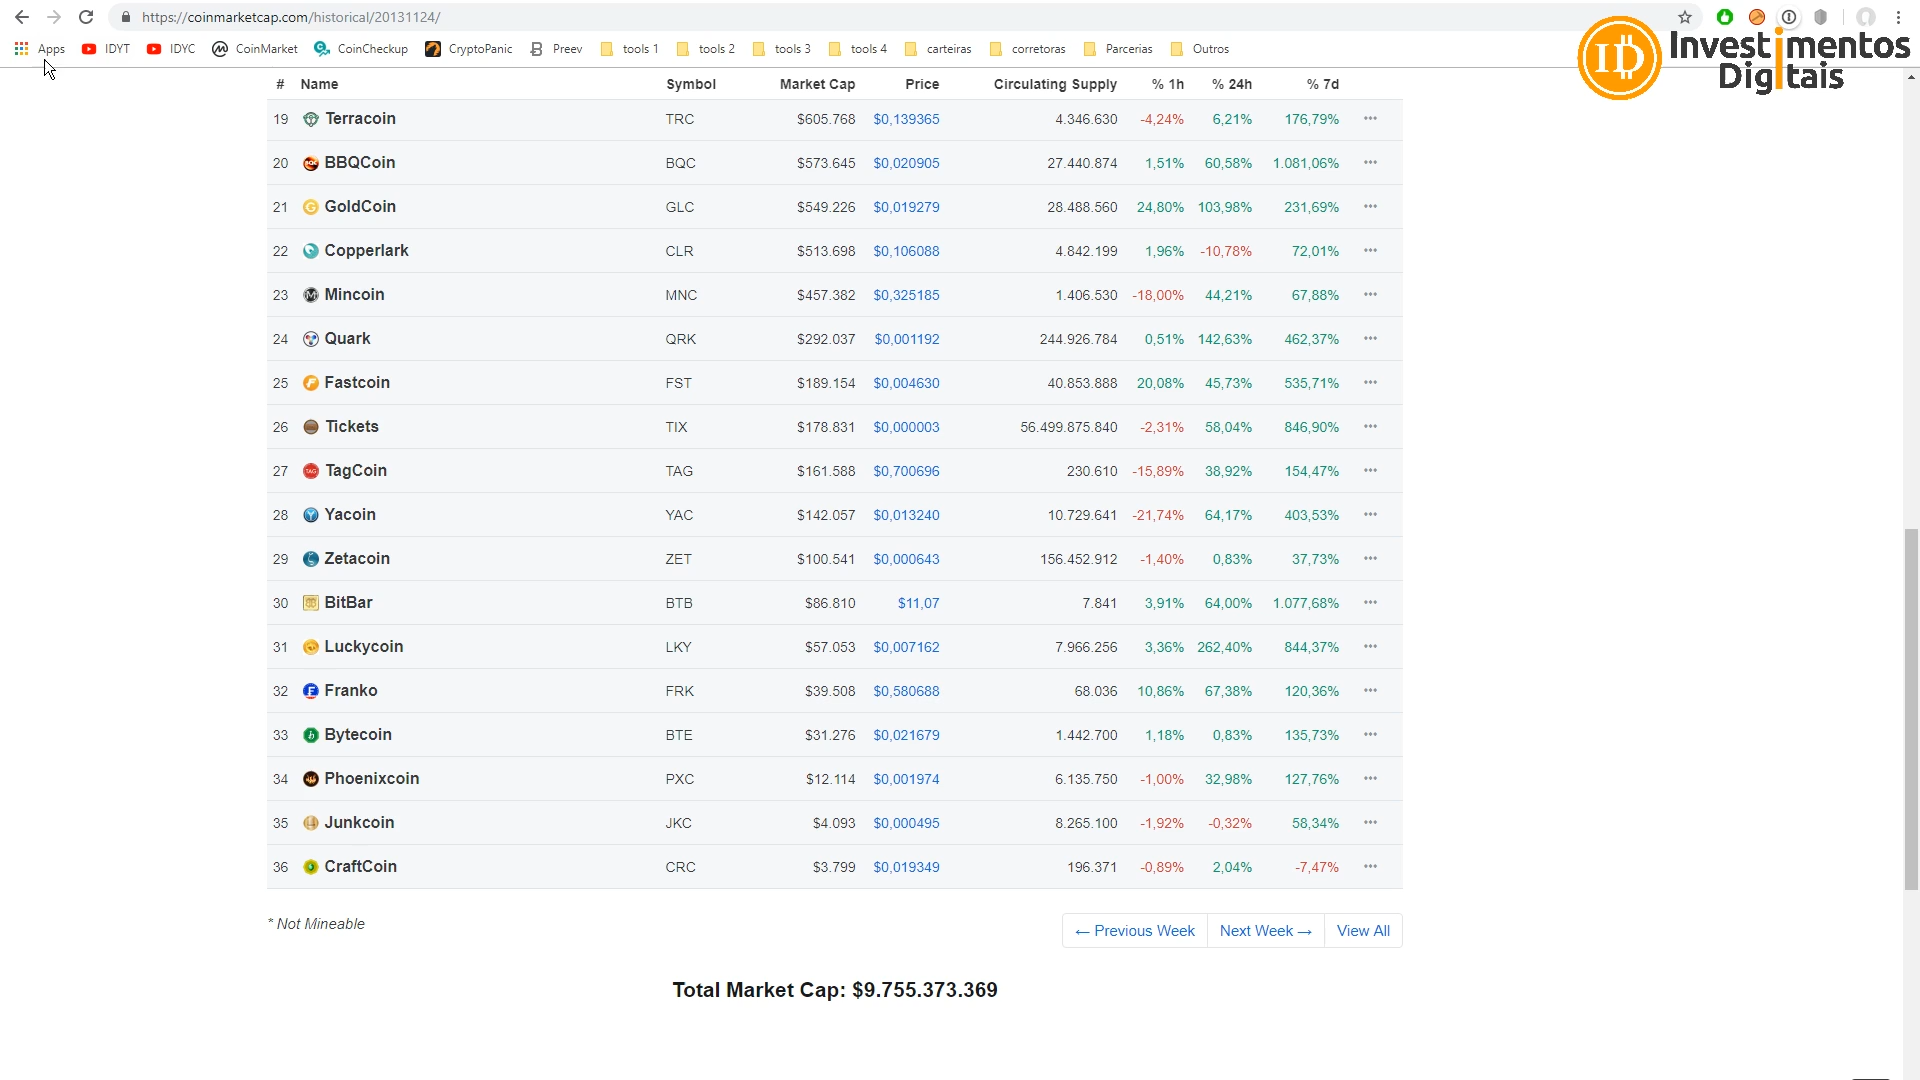 https://coinmarketcap.com/historical/20131124/
Apps IDYT IDYC CoinMarket CoinCheckup CryptoPanic Preev tools 1 tools 2 tools 3 tools 4 carteiras corretoras Parcerias Outros
Investimentos
Digitais
# Name Symbol Market Cap Price Circulating Supply % 1h % 24h % 7d
19 Terracoin TRC $605.768 $0,139365 4.346.630 -4,24% 6,21% 176,79%
20 BBQCoin BQC $573.645 $0,020905 27.440.874 1,51% 60,58% 1.081,06%
21 GoldCoin GLC $549.226 $0,019279 28.488.560 24,80% 103,98% 231,69%
22 Copperlark CLR $513.698 $0,106088 4.842.199 1,96% -10,78% 72,01%
23 Mincoin MNC $457.382 $0,325185 1.406.530 -18,00% 44,21% 67,88%
24 Quark QRK $292.037 $0,001192 244.926.784 0,51% 142,63% 462,37%
25 Fastcoin FST $189.154 $0,004630 40.853.888 20,08% 45,73% 535,71%
26 Tickets TIX $178.831 $0,000003 56.499.875.840 -2,31% 58,04% 846,90%
27 TagCoin TAG $161.588 $0,700696 230.610 -15,89% 38,92% 154,47%
28 Yacoin YAC $142.057 $0,013240 10.729.641 -21,74% 64,17% 403,53%
29 Zetacoin ZET $100.541 $0,000643 156.452.912 -1,40% 0,83% 37,73%
30 BitBar BTB $86.810 $11,07 7.841 3,91% 64,00% 1.077,68%
31 Luckycoin LKY $57.053 $0,007162 7.966.256 3,36% 262,40% 844,37%
32 Franko FRK $39.508 $0,580688 68.036 10,86% 67,38% 120,36%
33 Bytecoin BTE $31.276 $0,021679 1.442.700 1,18% 0,83% 135,73%
34 Phoenixcoin PXC $12.114 $0,001974 6.135.750 -1,00% 32,98% 127,76%
35 Junkcoin JKC $4.093 $0,000495 8.265.100 -1,92% -0,32% 58,34%
36 CraftCoin CRC $3.799 $0,019349 196.371 -0,89% 2,04% -7,47%
* Not Mineable
← Previous Week Next Week → View All
Total Market Cap: $9.755.373.369